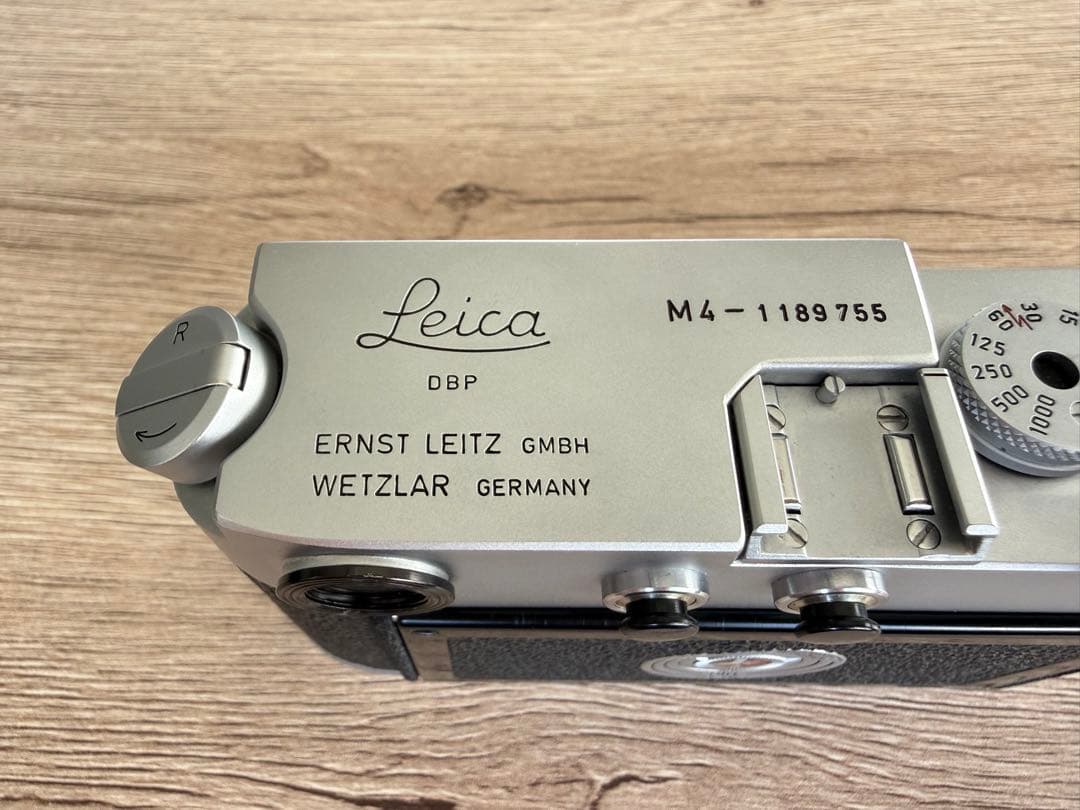 Leica
DBP
M4-1189755
ERNST LEITZ GMBH
WETZLAR GERMANY
R
15
30
60
125
250
500
1000